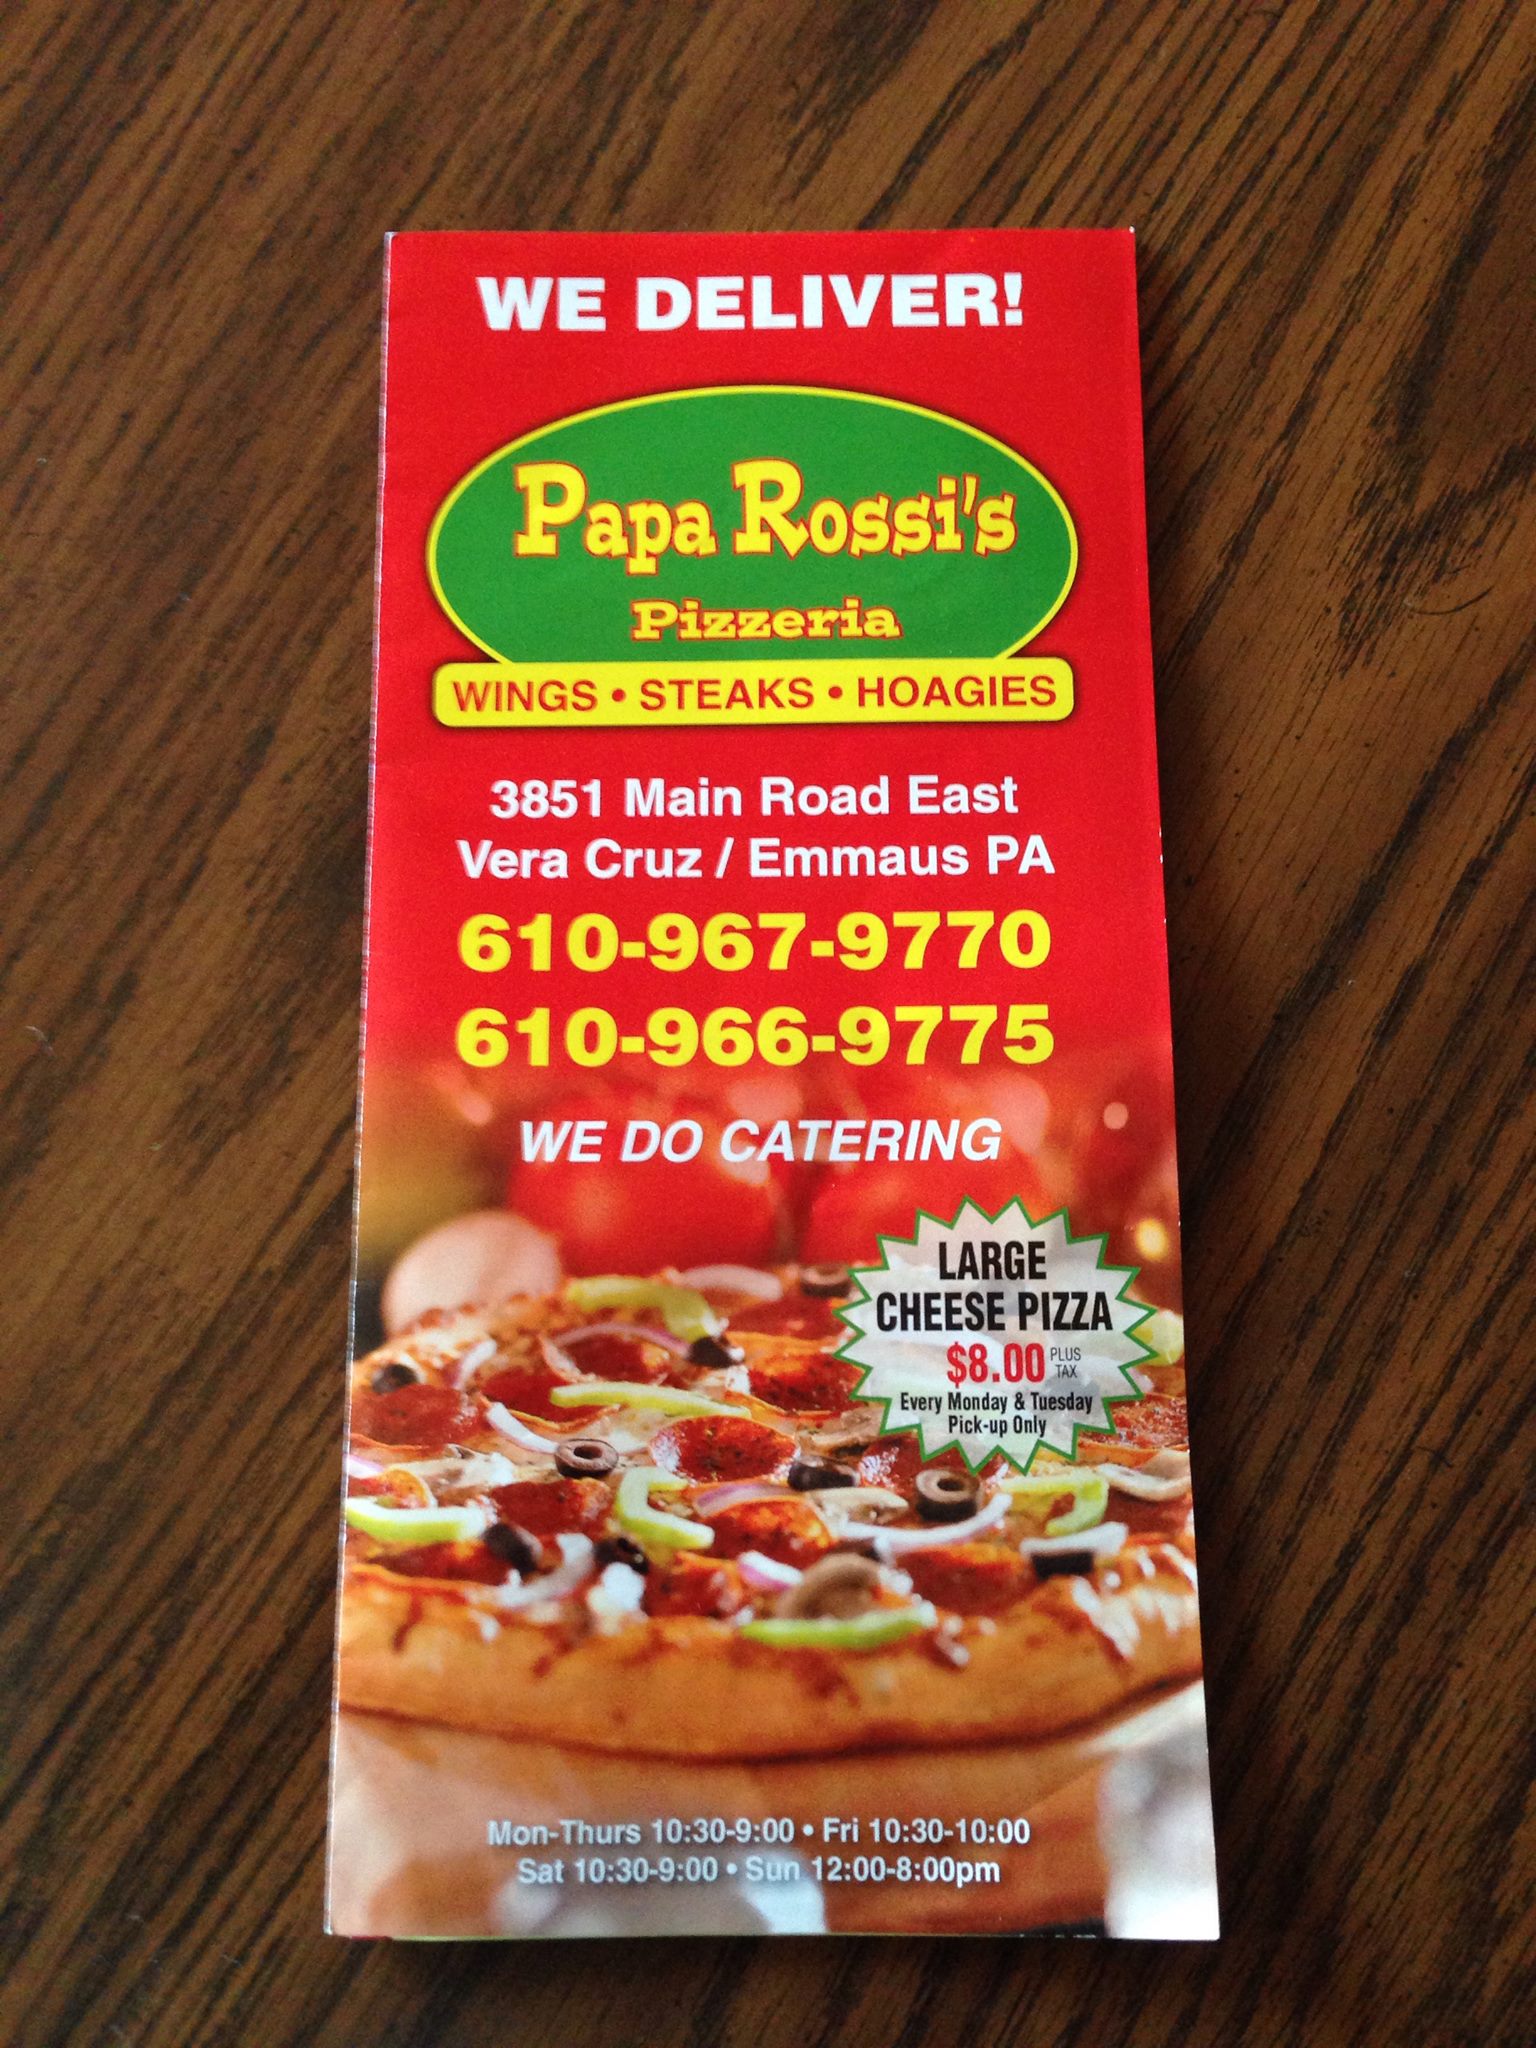 WE DELIVER!
Papa Rossi's
Pizzeria
WINGS • STEAKS • HOAGIES
3851 Main Road East
Vera Cruz / Emmaus PA
610-967-9770
610-966-9775
WE DO CATERING
LARGE
CHEESE PIZZA
$8.00 PLUS TAX
Every Monday & Tuesday
Pick-up Only
Mon-Thurs 10:30-9:00 • Fri 10:30-10:00
Sat 10:30-9:00 • Sun 12:00-8:00pm